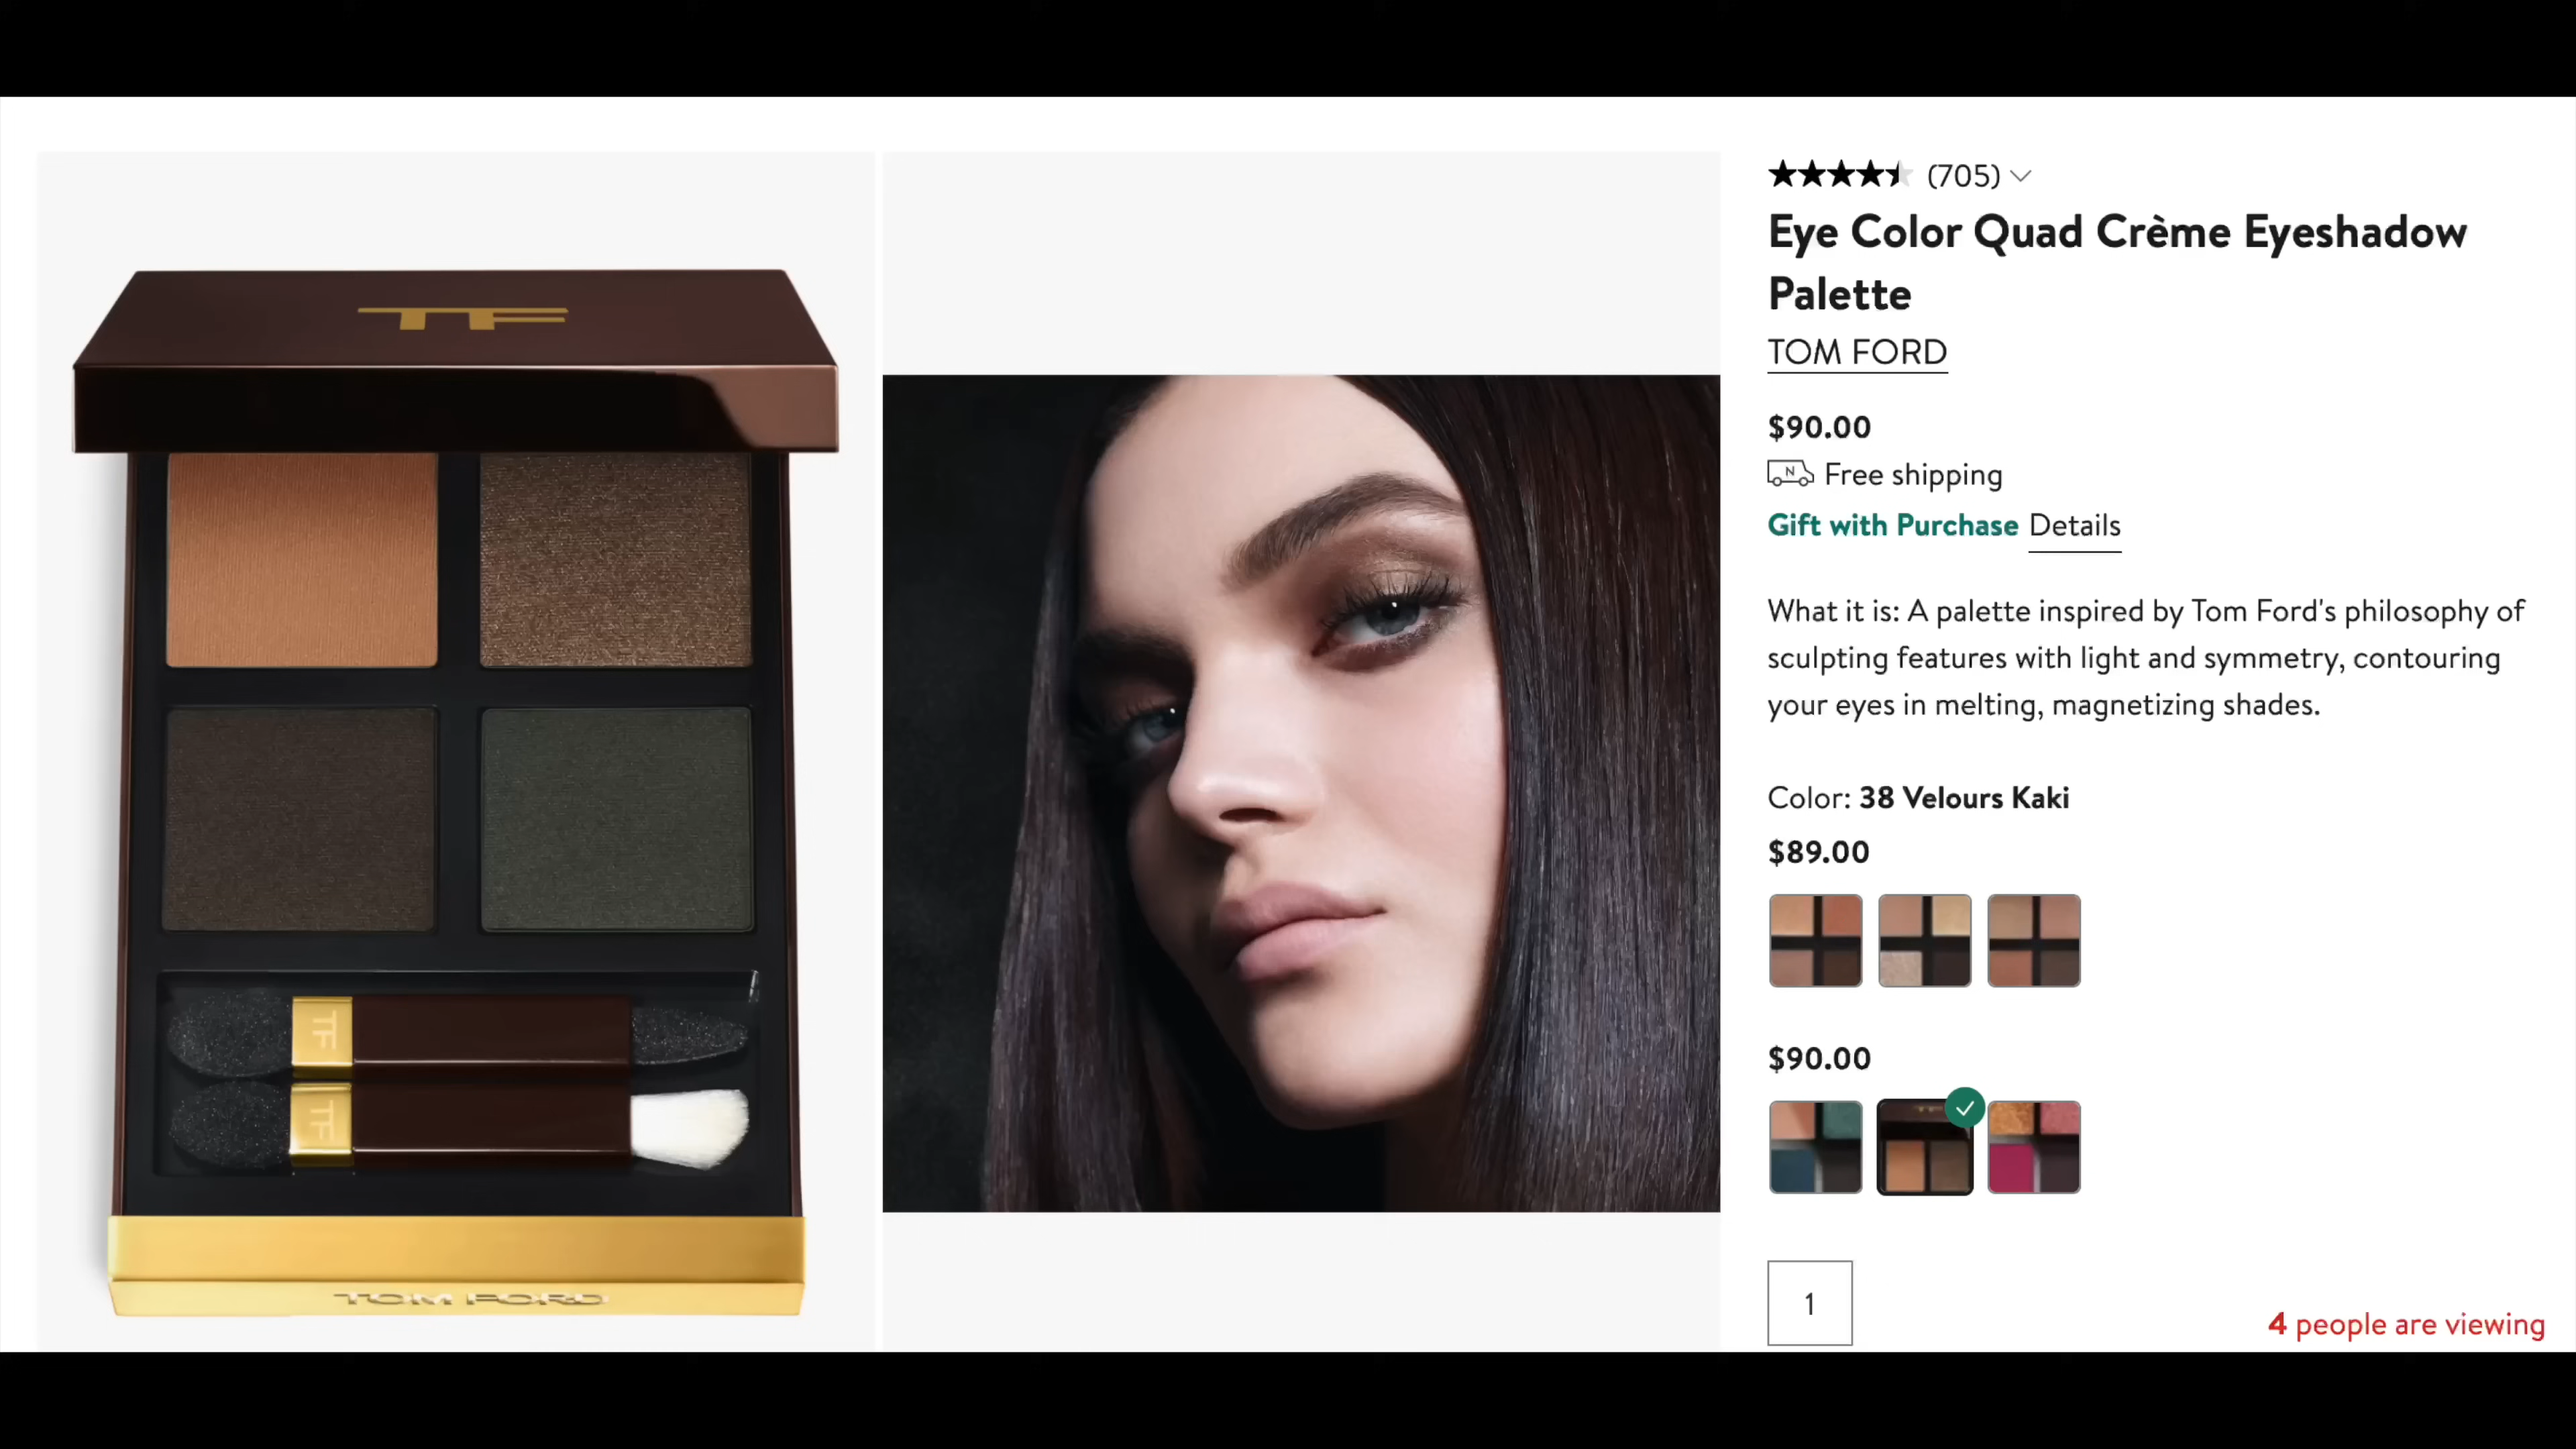 TF
TF
TF
TOM FORD
(705)
Eye Color Quad Crème Eyeshadow
Palette
TOM FORD
$90.00
N Free shipping
Gift with Purchase Details
What it is: A palette inspired by Tom Ford's philosophy of
sculpting features with light and symmetry, contouring
your eyes in melting, magnetizing shades.
Color: 38 Velours Kaki
$89.00
$90.00
1
4 people are viewing